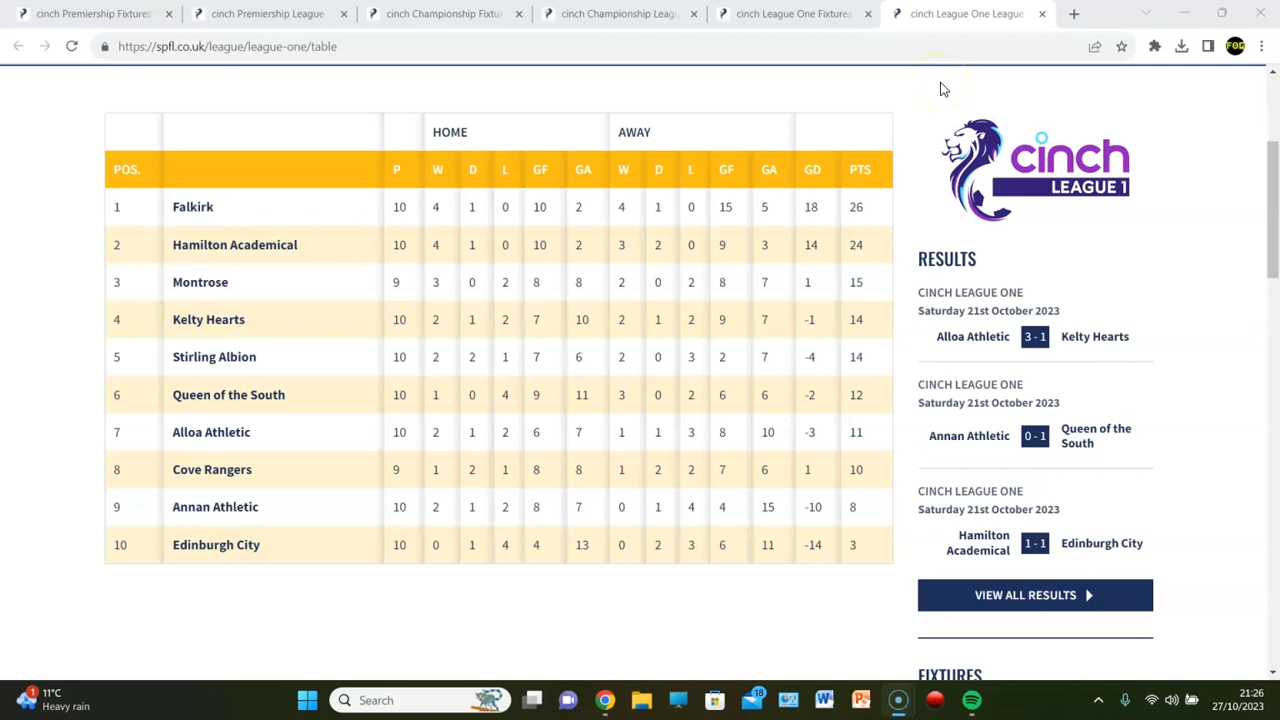 cinch Premiership Fixtures
cinch Premiership League
cinch Championship Fixtur
cinch Championship League
cinch League One Fixtures
cinch League One League
https://spfl.co.uk/league/league-one/table
FOG
HOME AWAY
POS. P W D L GF GA W D L GF GA GD PTS
1 Falkirk 10 4 1 0 10 2 4 1 0 15 5 18 26
2 Hamilton Academical 10 4 1 0 10 2 3 2 0 9 3 14 24
3 Montrose 9 3 0 2 8 8 2 0 2 8 7 1 15
4 Kelty Hearts 10 2 1 2 7 10 2 1 2 9 7 -1 14
5 Stirling Albion 10 2 2 1 7 6 2 0 3 2 7 -4 14
6 Queen of the South 10 1 0 4 9 11 3 0 2 6 6 -2 12
7 Alloa Athletic 10 2 1 2 6 7 1 1 3 8 10 -3 11
8 Cove Rangers 9 1 2 1 8 8 1 2 2 7 6 1 10
9 Annan Athletic 10 2 1 2 8 7 0 1 4 4 15 -10 8
10 Edinburgh City 10 0 1 4 4 13 0 2 3 6 11 -14 3
cinch
LEAGUE 1
RESULTS
CINCH LEAGUE ONE
Saturday 21st October 2023
Alloa Athletic 3 - 1 Kelty Hearts
CINCH LEAGUE ONE
Saturday 21st October 2023
Annan Athletic 0 - 1 Queen of the
South
CINCH LEAGUE ONE
Saturday 21st October 2023
Hamilton
Academical 1 - 1 Edinburgh City
VIEW ALL RESULTS
FIXTURES
1
11°C
Heavy rain
Search
18
21:26
27/10/2023